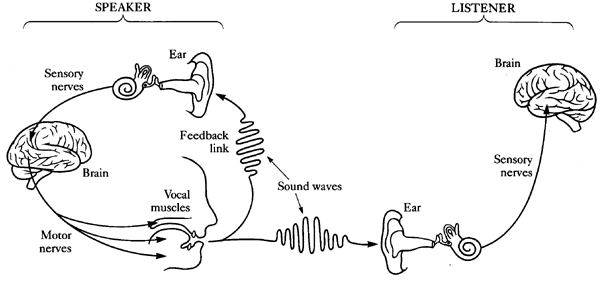 SPEAKER
LISTENER
Ear
Sensory
nerves
Feedback
link
Brain
Vocal
muscles
Motor
nerves
Sound waves
Ear
Brain
Sensory
nerves